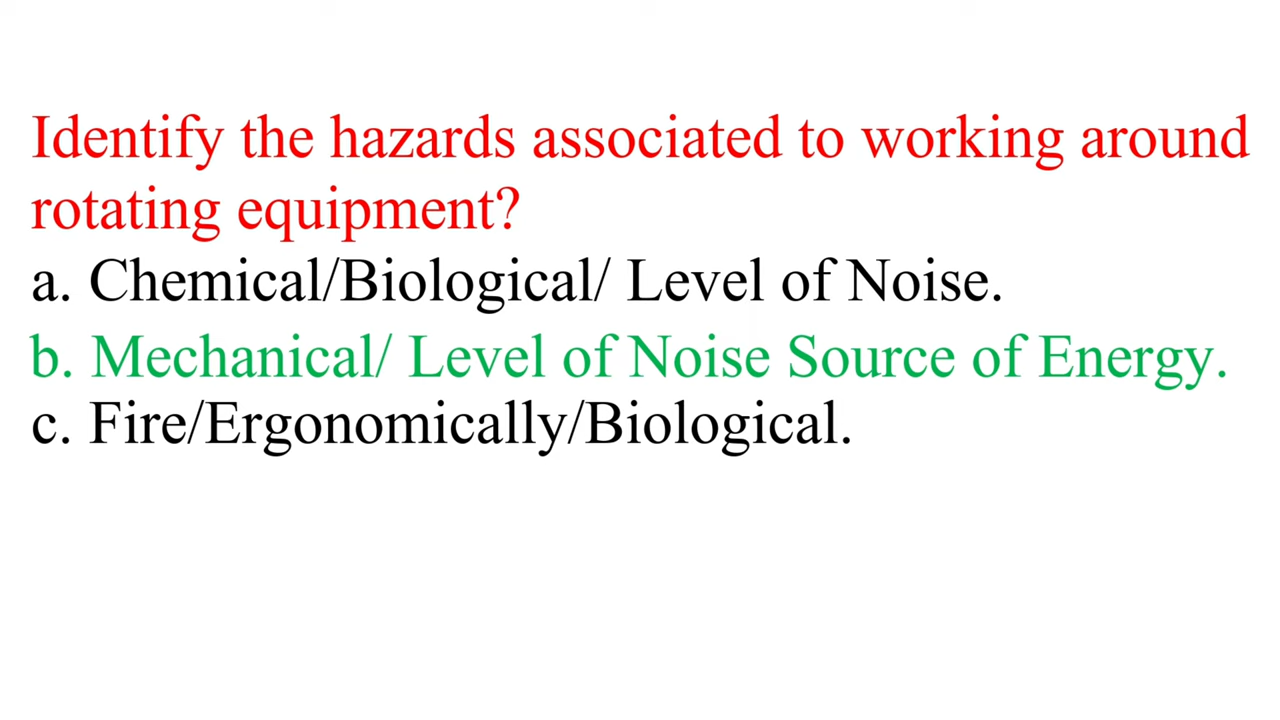 Identify the hazards associated to working around
rotating equipment?
a. Chemical/Biological/ Level of Noise.
b. Mechanical/ Level of Noise Source of Energy.
c. Fire/Ergonomically/Biological.